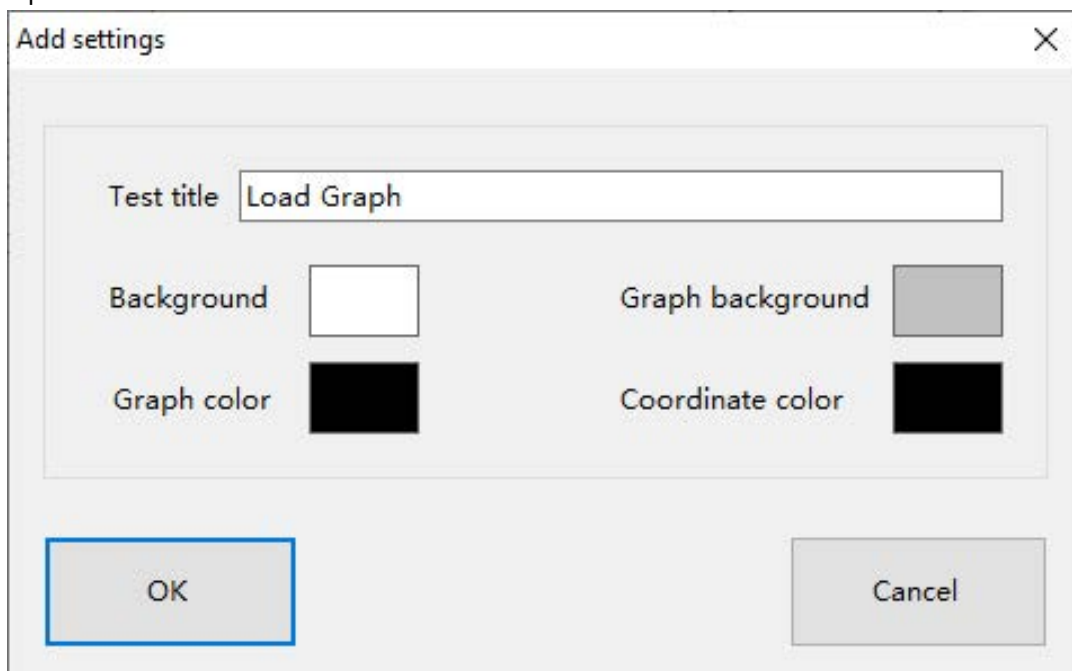 Add settings
Test title Load Graph
Background Graph background
Graph color Coordinate color
OK Cancel